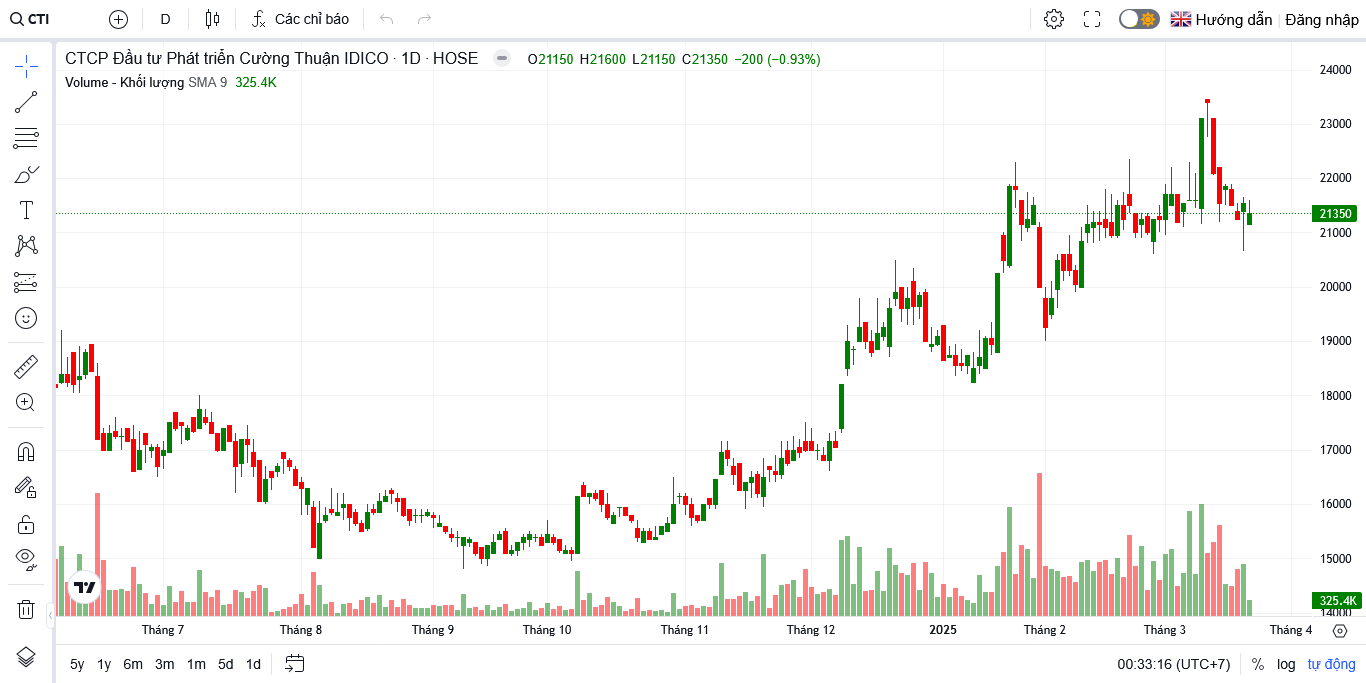 CTI D Các chỉ báo Hướng dẫn Đăng nhập
CTCP Đầu tư Phát triển Cường Thuận IDICO · 1D · HOSE O21150 H21600 L21150 C21350 −200 (−0.93%)
Volume - Khối lượng SMA 9 325.4K
24000
23000
22000
21350
21000
20000
19000
18000
17000
16000
15000
325.4K
14000
Tháng 7 Tháng 8 Tháng 9 Tháng 10 Tháng 11 Tháng 12 2025 Tháng 2 Tháng 3 Tháng 4
5y 1y 6m 3m 1m 5d 1d 00:33:16 (UTC+7) % log tự động